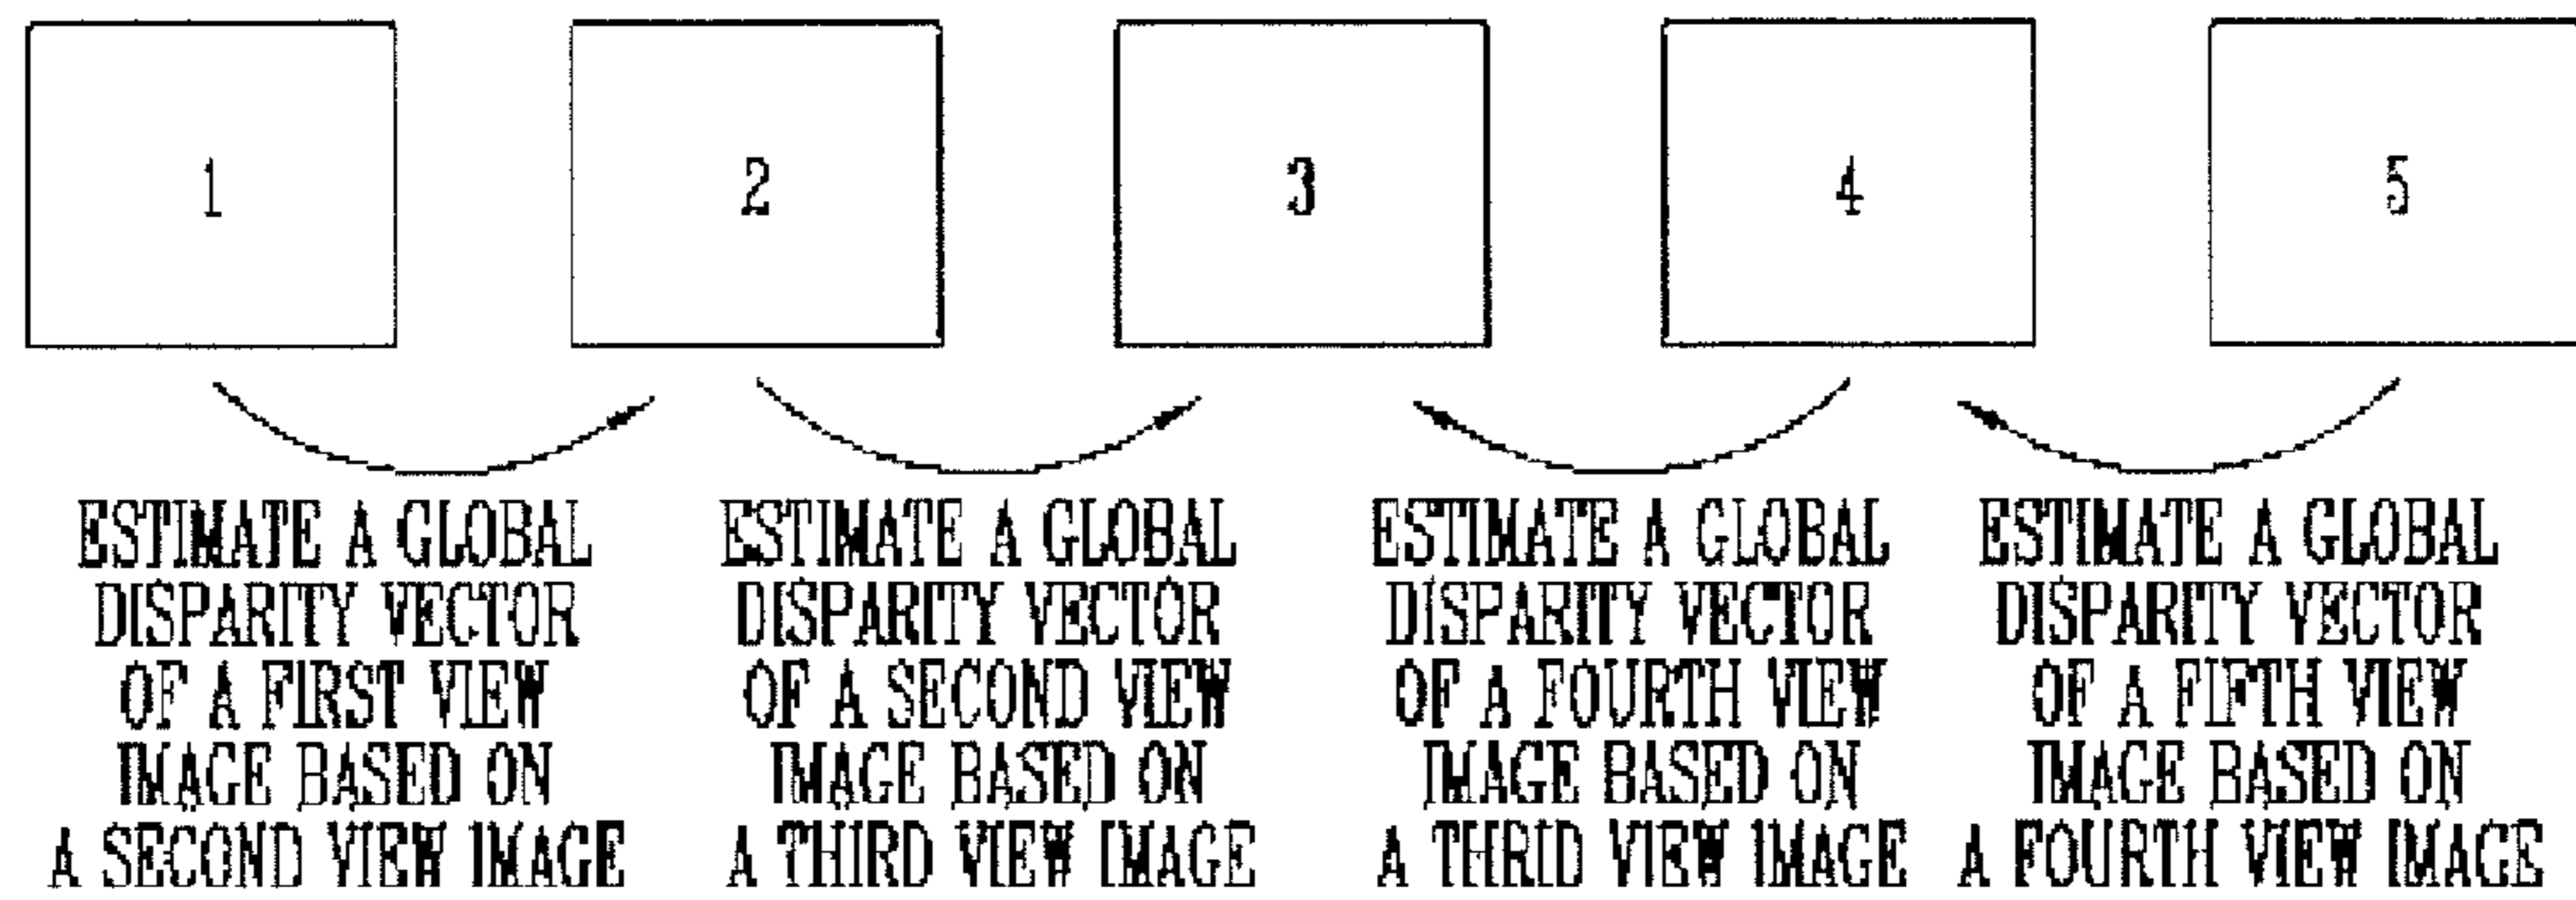 1
2
3
4
5
ESTIMATE A GLOBAL
DISPARITY VECTOR
OF A FIRST VIEW
IMAGE BASED ON
A SECOND VIEW IMAGE
ESTIMATE A GLOBAL
DISPARITY VECTOR
OF A SECOND VIEW
IMAGE BASED ON
A THIRD VIEW IMAGE
ESTIMATE A GLOBAL
DISPARITY VECTOR
OF A FOURTH VIEW
IMAGE BASED ON
A THRID VIEW IMAGE
ESTIMATE A GLOBAL
DISPARITY VECTOR
OF A FIFTH VIEW
IMAGE BASED ON
A FOURTH VIEW IMAGE